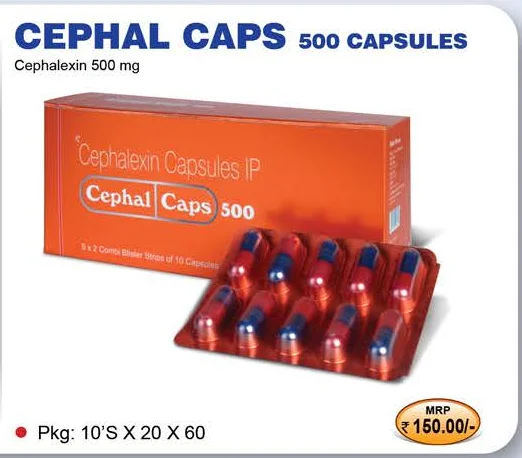 CEPHAL CAPS 500 CAPSULES
Cephalexin 500 mg
Cephalexin Capsules IP
Cephal Caps 500
5 x 2 Combi Blister Strips of 10 Capsules
MRP
₹ 150.00/-
Pkg: 10'S X 20 X 60